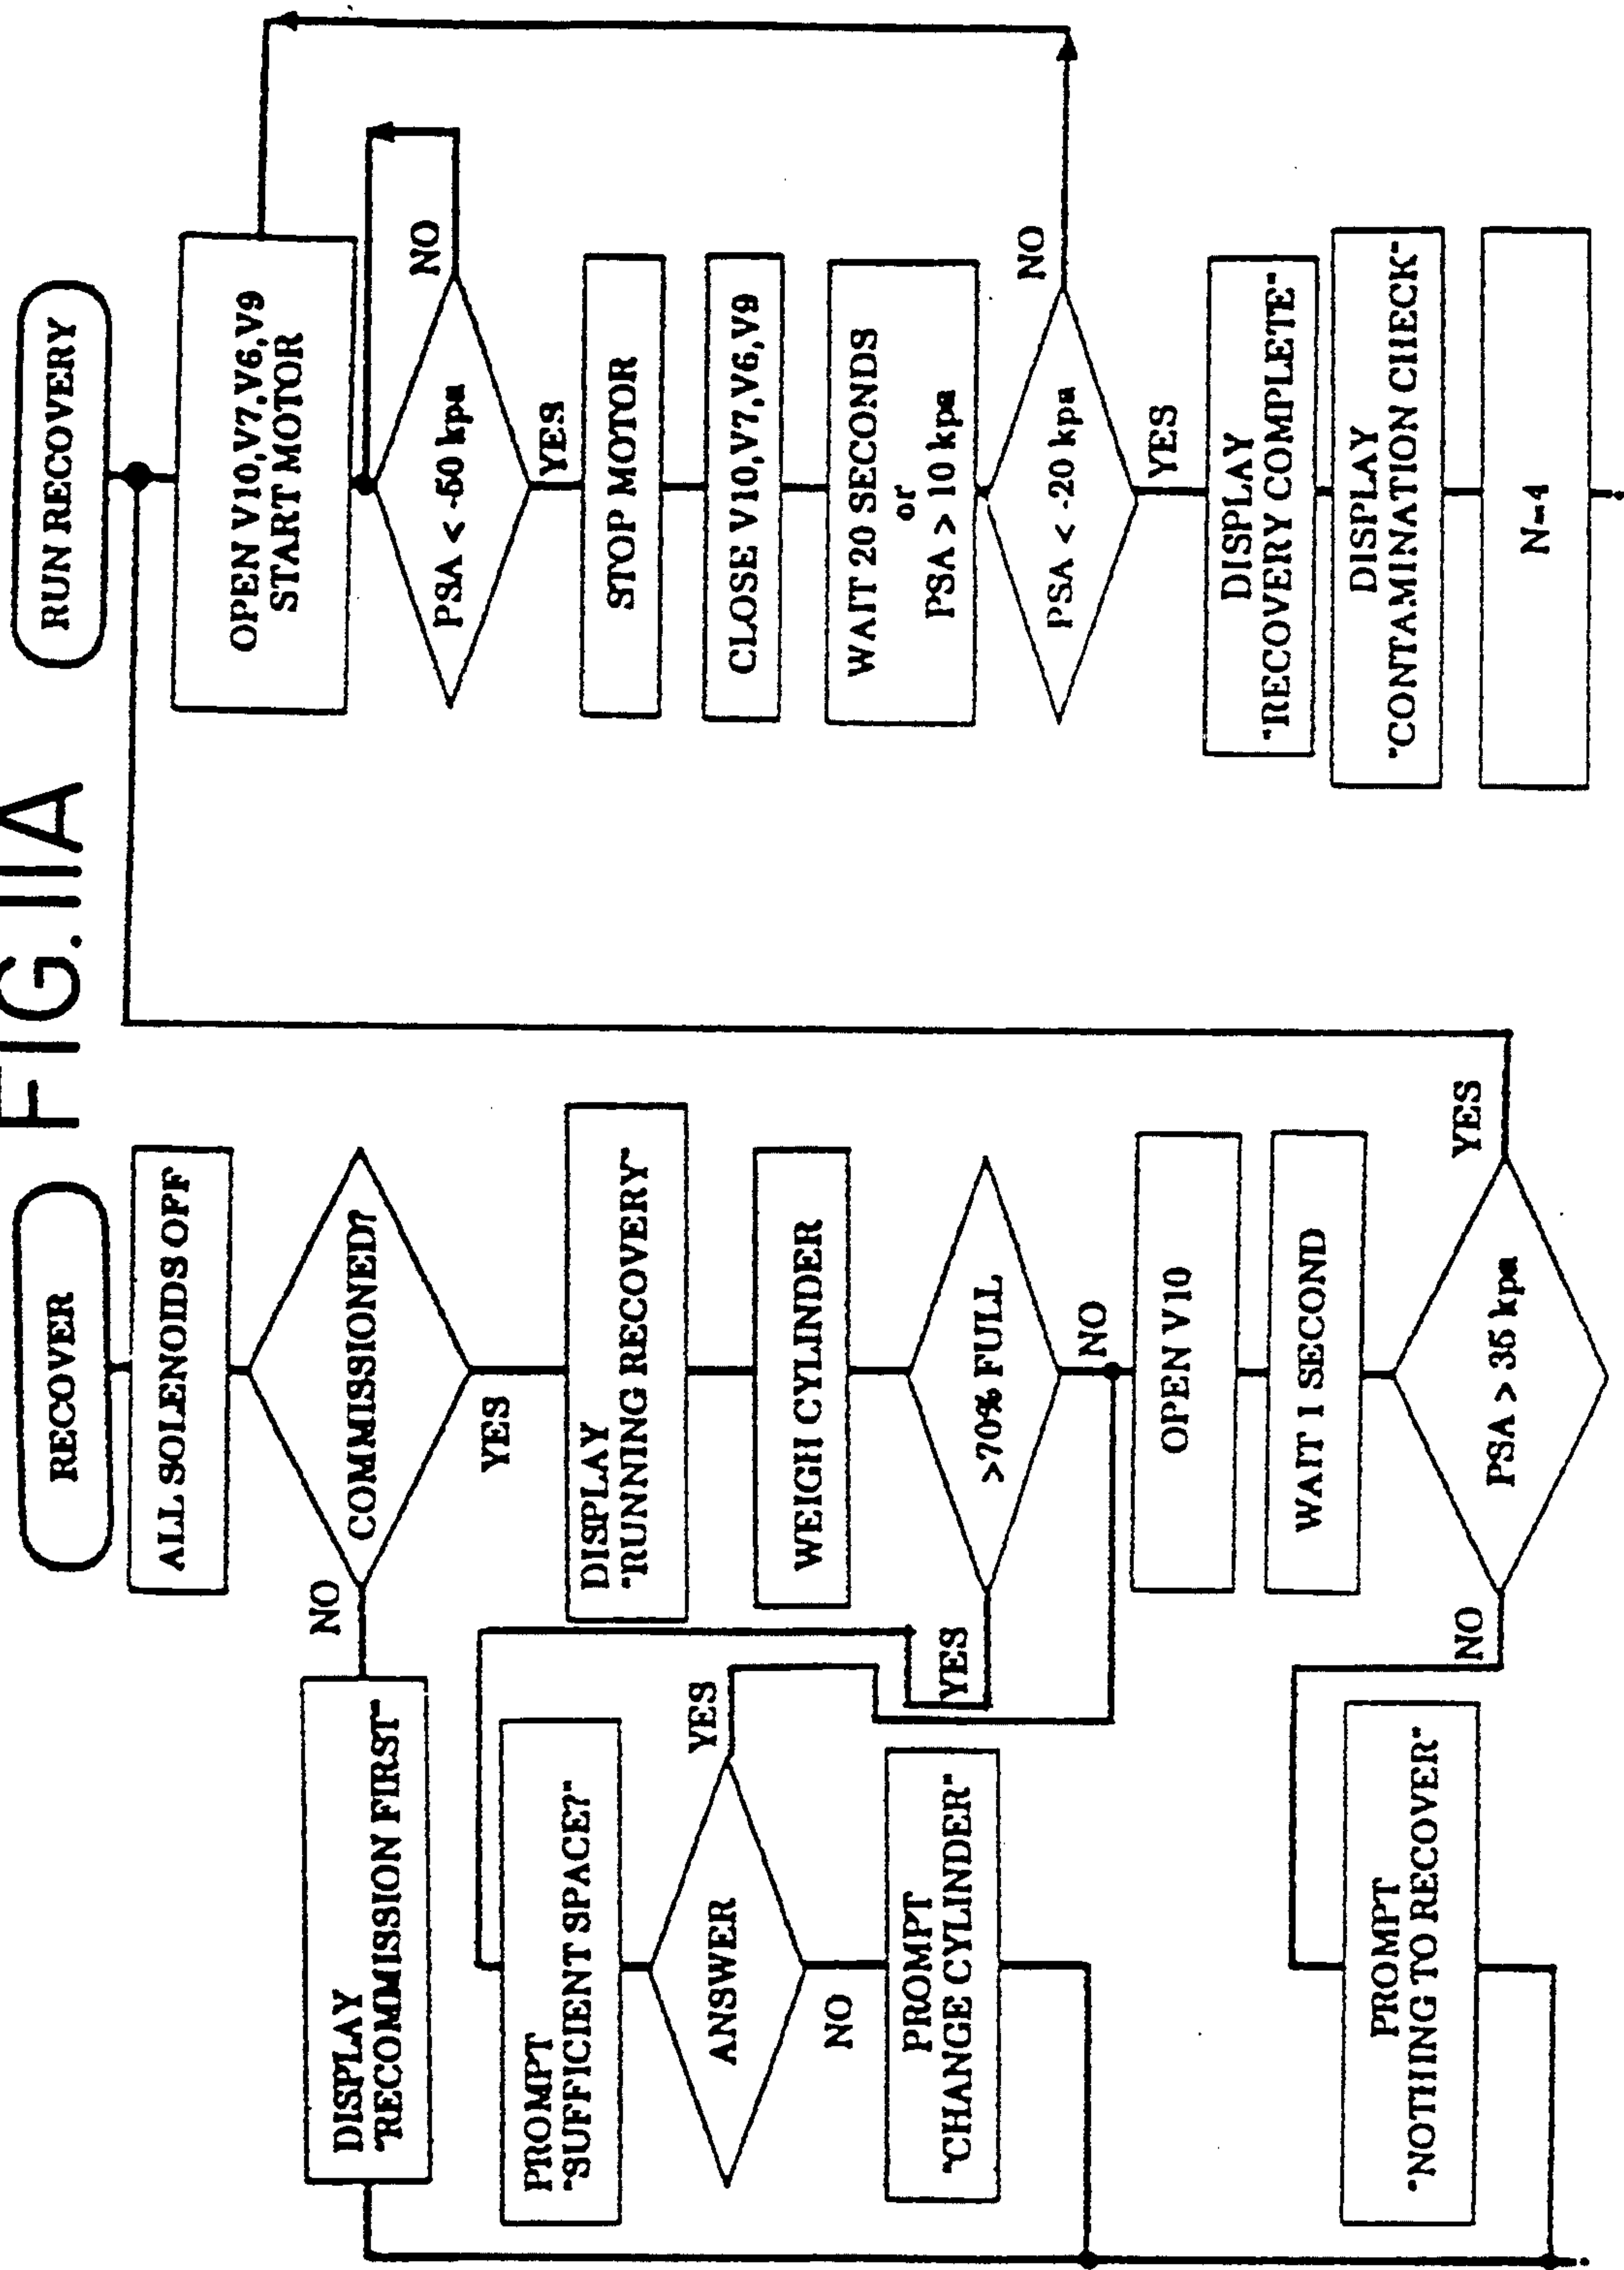 FIG.11A
RECOVER
ALL SOLENOIDS OFF
COMMISSIONED?
NO
YES
DISPLAY
"RECOMMISSION FIRST"
DISPLAY
"RUNNING RECOVERY"
WEIGH CYLINDER
>70% FULL
YES
NO
PROMPT
"SUFFICIENT SPACE?"
ANSWER
YES
NO
PROMPT
"CHANGE CYLINDER"
OPEN V10
WAIT 1 SECOND
PSA > 35 kpa
NO
YES
PROMPT
"NOTHING TO RECOVER"
RUN RECOVERY
OPEN V10,V7,V6,V9
START MOTOR
PSA < -50 kpa
NO
YES
STOP MOTOR
CLOSE V10,V7,V6,V9
WAIT 20 SECONDS
or
PSA > 10 kpa
PSA < -20 kpa
NO
YES
DISPLAY
"RECOVERY COMPLETE"
DISPLAY
"CONTAMINATION CHECK"
N=4